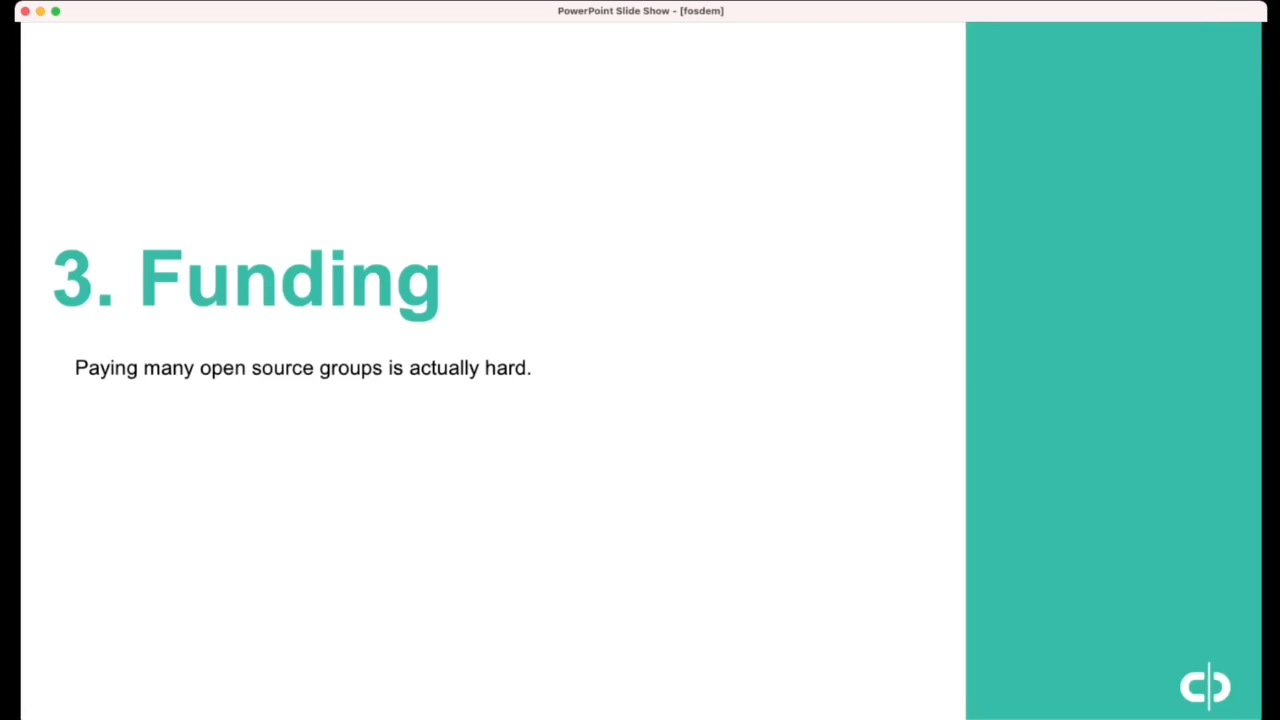 PowerPoint Slide Show - [fosdem]
3. Funding
Paying many open source groups is actually hard.